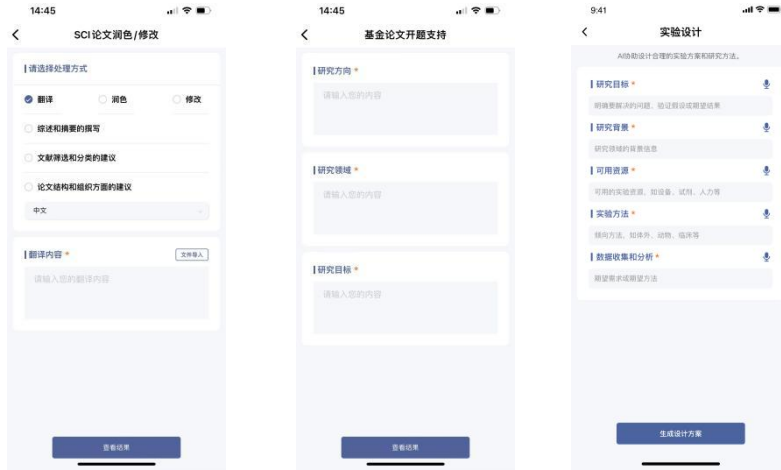 14:45
SCI论文润色/修改
请选择处理方式
翻译 润色 修改
综述和摘要的撰写
文献筛选和分类的建议
论文结构和组织方面的建议
中文
翻译内容 *
文件导入
请输入您的翻译内容
查看结果
14:45
基金论文开题支持
研究方向 *
请输入您的内容
研究领域 *
请输入您的内容
研究目标 *
请输入您的内容
查看结果
9:41
实验设计
AI协助设计合理的实验方案和研究方法。
研究目标 *
明确要解决的问题、验证假设或期望结果
研究背景 *
研究领域的背景信息
可用资源 *
可用的实验资源，如设备、试剂、人力等
实验方法 *
倾向方法，如体外、动物、临床等
数据收集和分析 *
期望需求或期望方法
生成设计方案